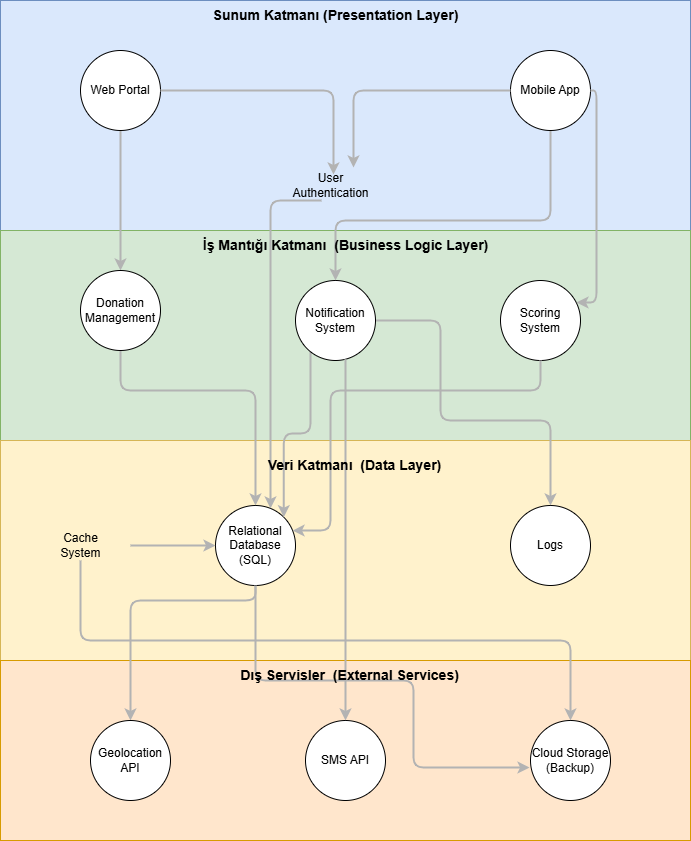 Sunum Katmanı (Presentation Layer)
Web Portal
Mobile App
User
Authentication
İş Mantığı Katmanı  (Business Logic Layer)
Donation
Management
Notification
System
Scoring
System
Veri Katmanı  (Data Layer)
Cache
System
Relational
Database
(SQL)
Logs
Dış Servisler  (External Services)
Geolocation
API
SMS API
Cloud Storage
(Backup)